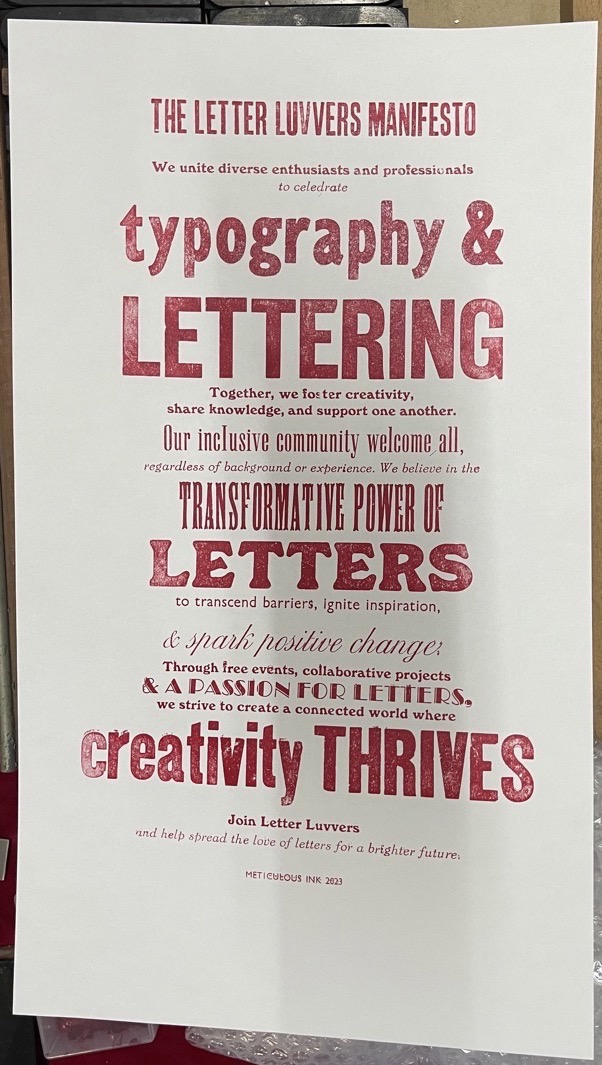 THE LETTER LUVVERS MANIFESTO
We unite diverse enthusiasts and professionals
to celedrate
typography &
LETTERING
Together, we foster creativity,
share knowledge, and support one another.
Our incIusive community welcome all,
regardless of background or experience. We believe in the
TRANSFORMATIVE POWER OF
LETTERS
to transcend barriers, ignite inspiration,
& spark positive change;
Through free events, collaborative projects
& A PASSION FOR LETTERS,
we strive to create a connected world where
creativity THRIVES
Join Letter Luvvers
and help spread the love of letters for a brighter future;
METICULOUS INK 2023